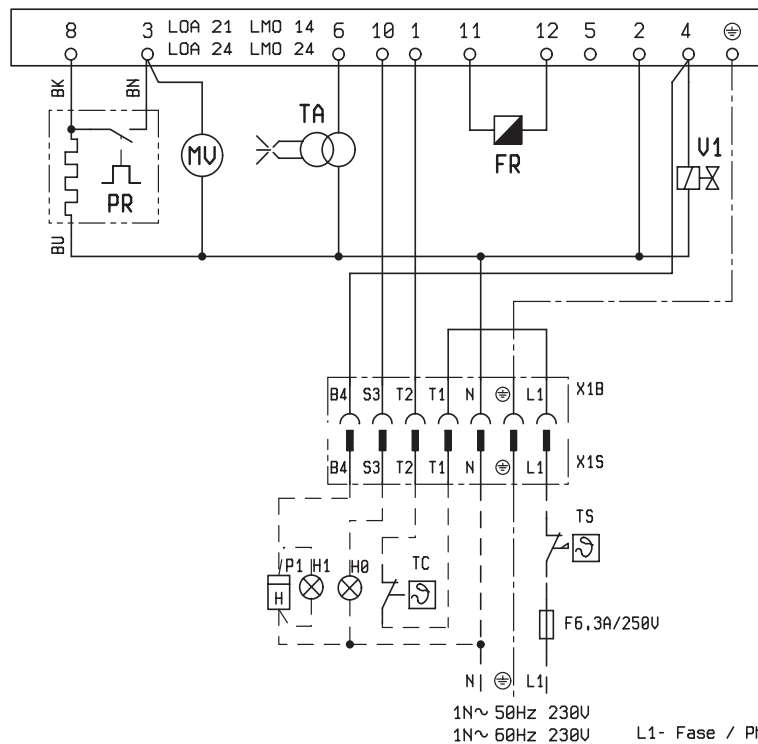 8 3 LOA 21 LMO 14 6 10 1 11 12 5 2 4
LOA 24 LMO 24
BK BN
TA
MV
FR
V1
PR
BU
B4 S3 T2 T1 N L1 X1B
B4 S3 T2 T1 N L1 X1S
TS
P1 H1 H0 TC
H
F6,3A/250V
N L1
1N~ 50Hz 230V
1N~ 60Hz 230V L1- Fase / Ph